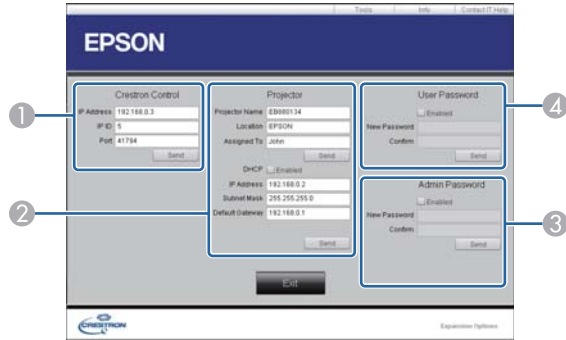 Tools Info Contact IT Help
EPSON
Crestron Control
IP Address 192.168.0.3
IP ID 5
Port 41794
Send
Projector
Projector Name EB880134
Location EPSON
Assigned To John
Send
DHCP Enabled
IP Address 192.168.0.2
Subnet Mask 255.255.255.0
Default Gateway 192.168.0.1
Send
User Password
Enabled
New Password
Confirm
Send
Admin Password
Enabled
New Password
Confirm
Send
1
2
4
3
Exit
CRESTRON
Expansion Options